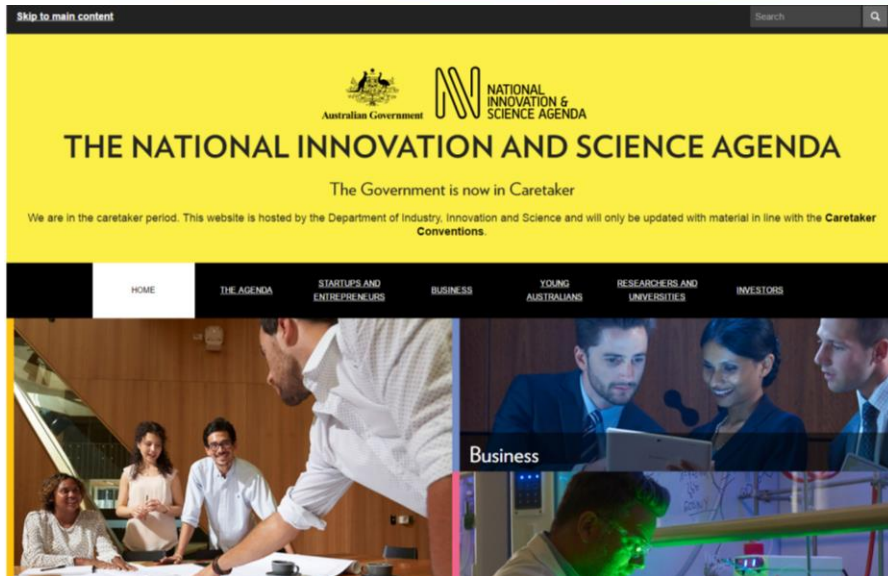 Skip to main content
Search
Australian Government
NATIONAL
INNOVATION &
SCIENCE AGENDA
THE NATIONAL INNOVATION AND SCIENCE AGENDA
The Government is now in Caretaker
We are in the caretaker period. This website is hosted by the Department of Industry, Innovation and Science and will only be updated with material in line with the Caretaker
Conventions.
HOME
THE AGENDA
STARTUPS AND
ENTREPRENEURS
BUSINESS
YOUNG
AUSTRALIANS
RESEARCHERS AND
UNIVERSITIES
INVESTORS
Business